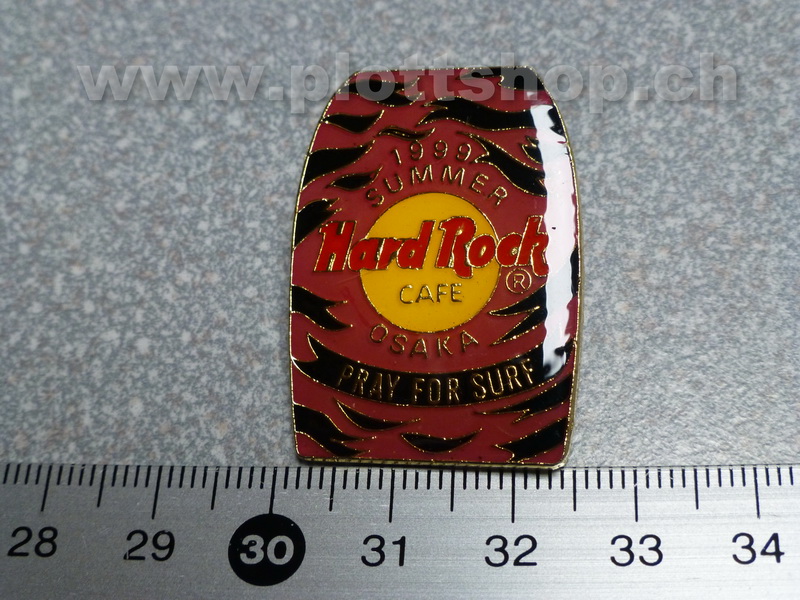 www.plottshop.ch
1999
SUMMER
Hard Rock
CAFE ®
OSAKA
PRAY FOR SURF
28 29 30 31 32 33 34